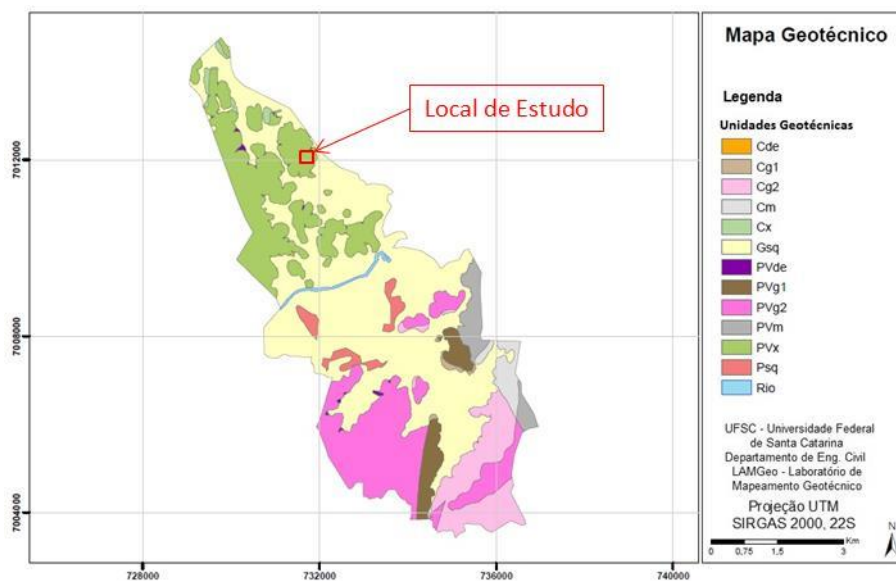 Mapa Geotécnico
Local de Estudo
Legenda
Unidades Geotécnicas
Cde
Cg1
Cg2
Cm
Cx
Gsq
PVde
PVg1
PVg2
PVm
PVx
Psq
Rio
UFSC - Universidade Federal
de Santa Catarina
Departamento de Eng. Civil
LAMGeo - Laboratório de
Mapeamento Geotécnico
Projeção UTM
SIRGAS 2000, 22S
N
Km
0 0,75 1,5 3
7012000
7008000
7004000
728000 732000 736000 740000